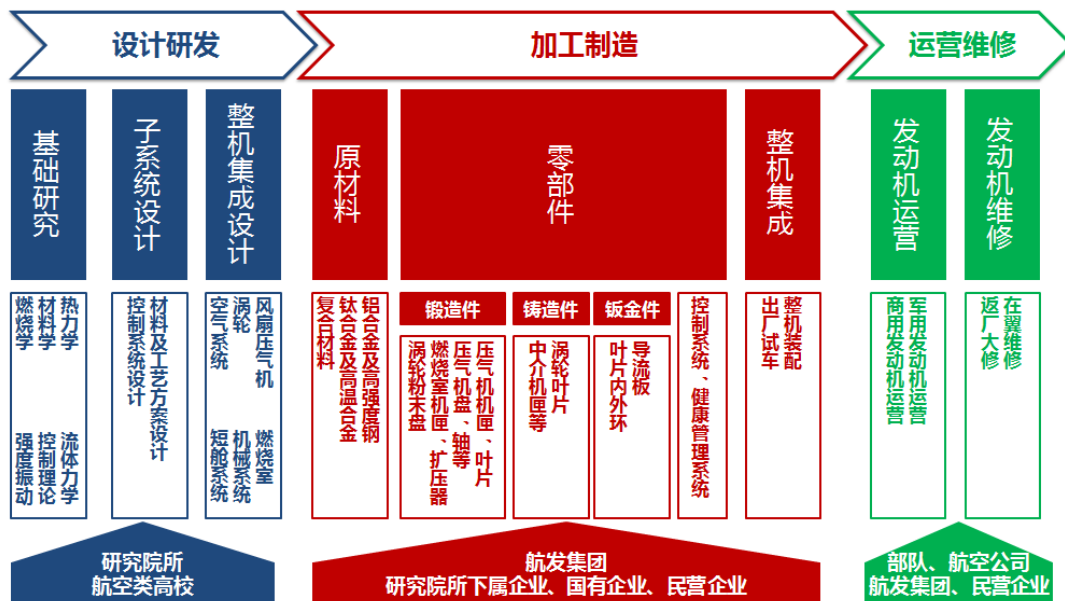 设计研发
加工制造
运营维修
基础研究
子系统设计
整机集成设计
原材料
零部件
整机集成
发动机运营
发动机维修
热力学
材料学
燃烧学
流体力学
控制理论
强度振动
材料及工艺方案设计
控制系统设计
风扇压气机
涡轮
空气系统
燃烧室
机械系统
短舱系统
铝合金及高强度钢
钛合金及高温合金
复合材料
锻造件
压气机机匣、叶片
压气机盘、轴等
燃烧室机匣、扩压器
涡轮粉末盘
铸造件
涡轮叶片
中介机匣等
钣金件
导流板
叶片内外环
控制系统、健康管理系统
整机装配
出厂试车
军用发动机运营
商用发动机运营
在翼维修
返厂大修
研究院所
航空类高校
航发集团
研究院所下属企业、国有企业、民营企业
部队、航空公司
航发集团、民营企业